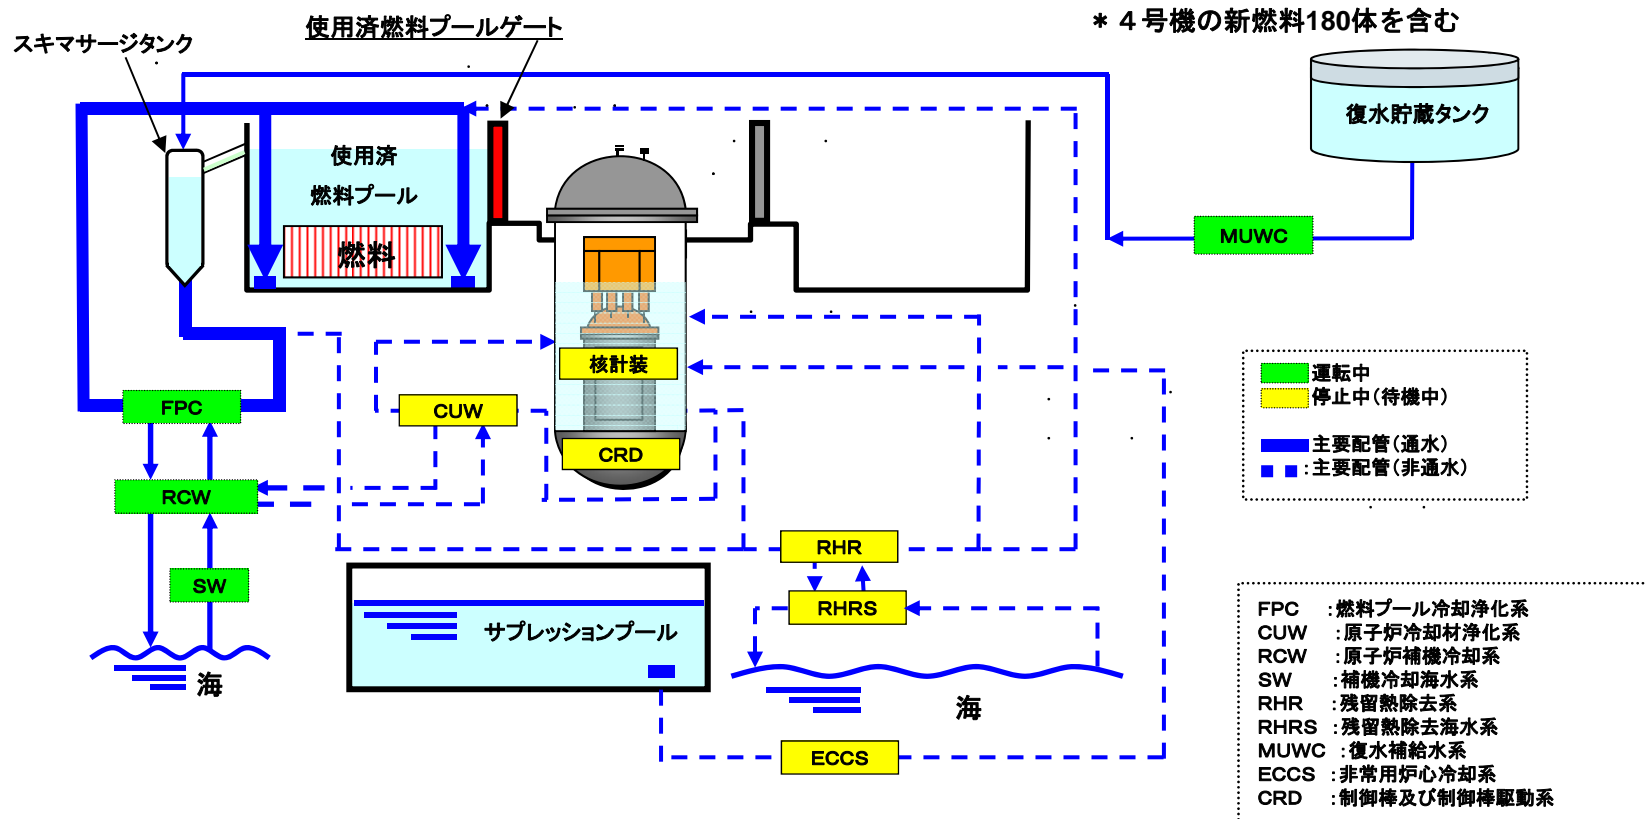 ＊４号機の新燃料180体を含む
使用済燃料プールゲート
スキマサージタンク
復水貯蔵タンク
使用済
燃料プール
燃料
MUWC
核計装
運転中
停止中（待機中）
主要配管（通水）
：主要配管（非通水）
FPC
CUW
CRD
RCW
RHR
SW
RHRS
サプレッションプール
海
海
ECCS
FPC ：燃料プール冷却浄化系
CUW ：原子炉冷却材浄化系
RCW ：原子炉補機冷却系
SW ：補機冷却海水系
RHR ：残留熱除去系
RHRS ：残留熱除去海水系
MUWC ：復水補給水系
ECCS ：非常用炉心冷却系
CRD ：制御棒及び制御棒駆動系